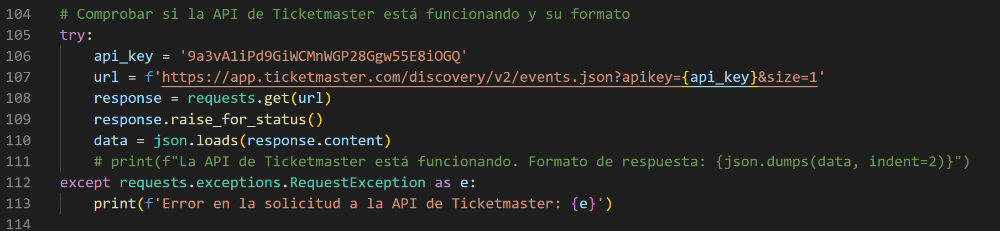 104 # Comprobar si la API de Ticketmaster está funcionando y su formato
105 try:
106     api_key = '9a3vA1iPd9GiWCMnWGP28Ggw55E8iOGQ'
107     url = f'https://app.ticketmaster.com/discovery/v2/events.json?apikey={api_key}&size=1'
108     response = requests.get(url)
109     response.raise_for_status()
110     data = json.loads(response.content)
111     # print(f"La API de Ticketmaster está funcionando. Formato de respuesta: {json.dumps(data, indent=2)}")
112 except requests.exceptions.RequestException as e:
113     print(f'Error en la solicitud a la API de Ticketmaster: {e}')
114